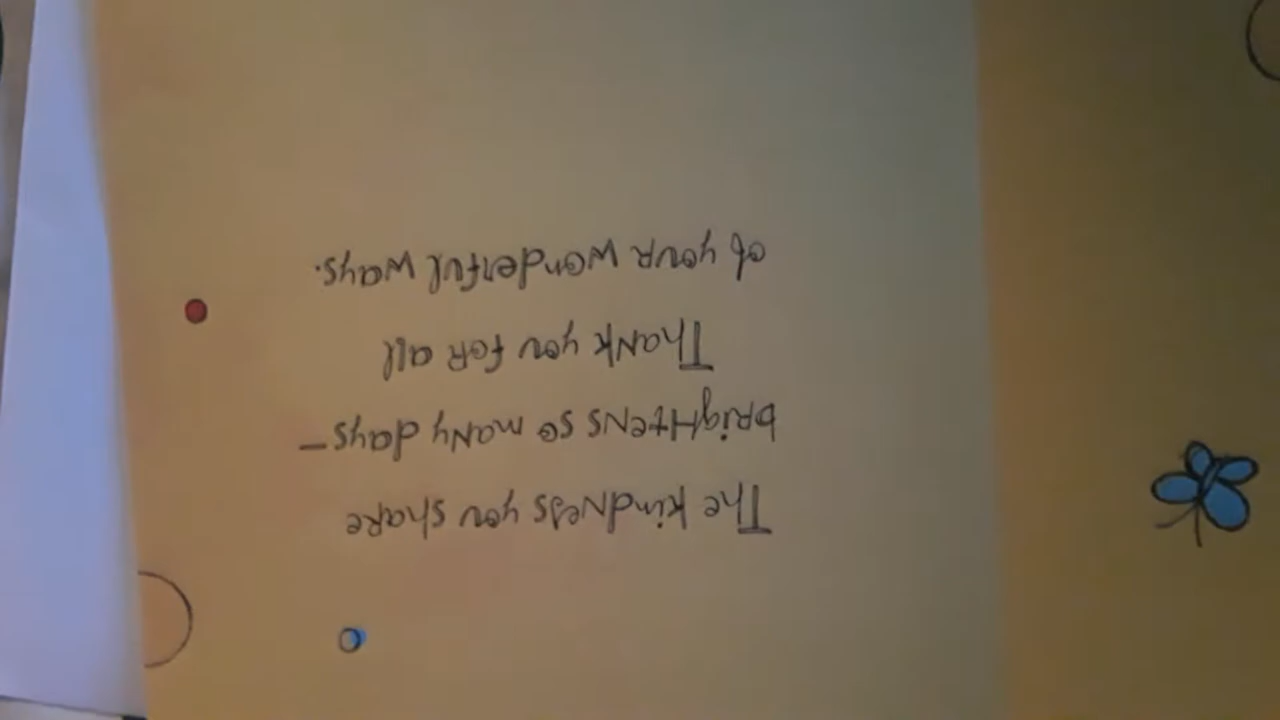 The kindness you share
brightens so many days—
Thank you for all
of your wonderful ways.